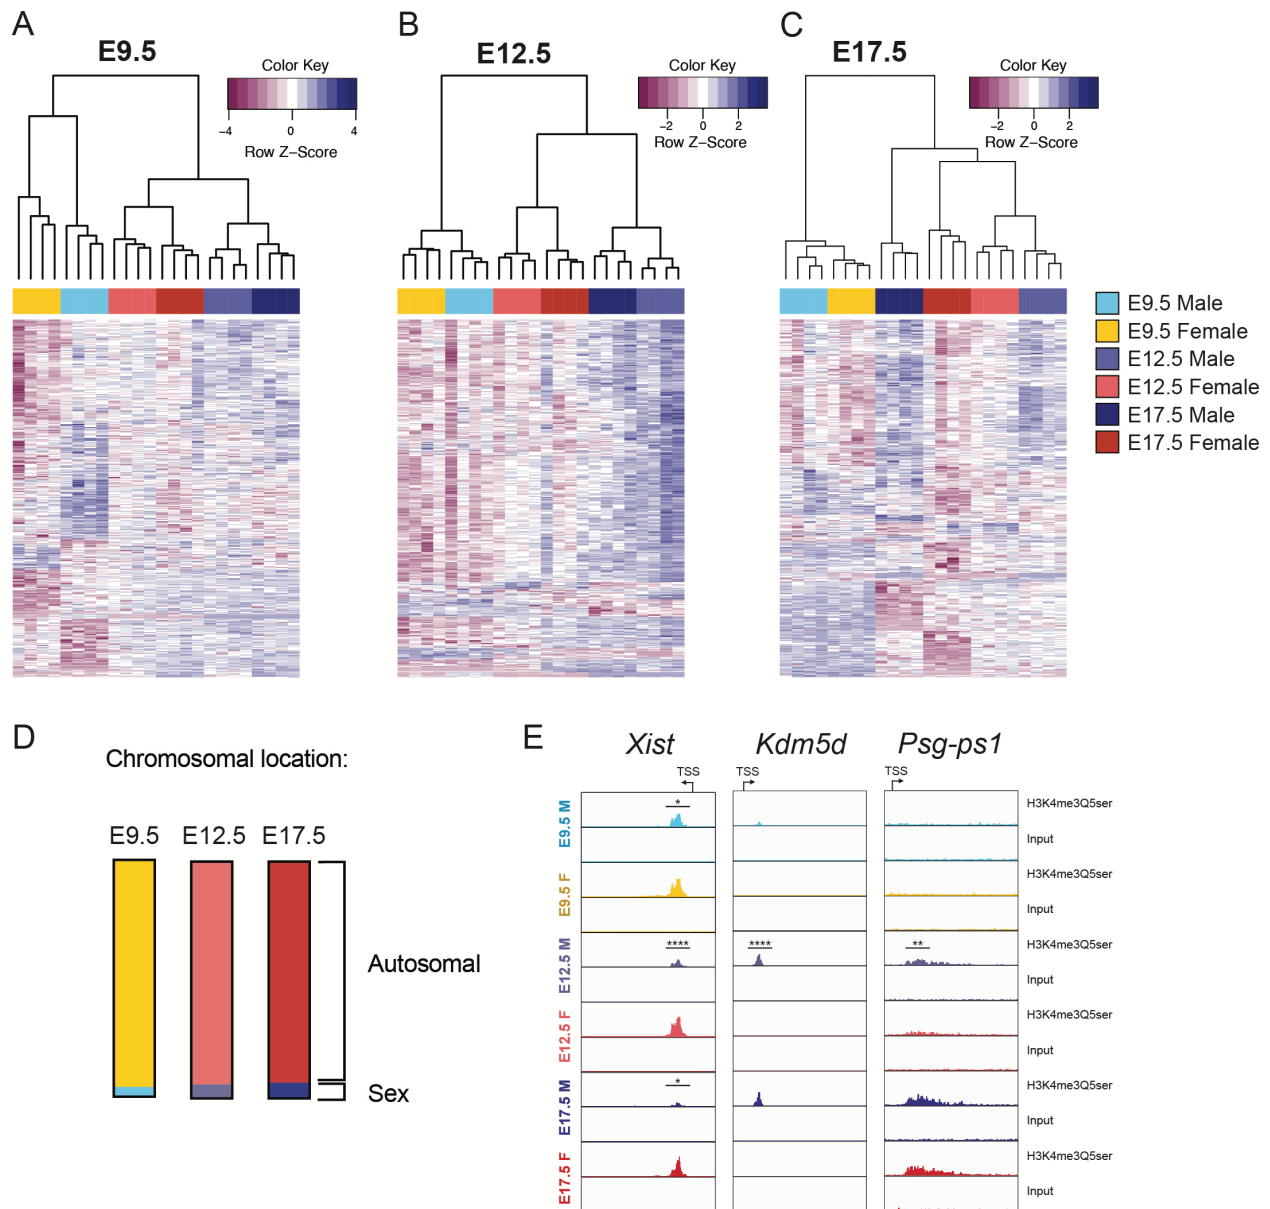 A
B
C
E9.5
E12.5
E17.5
Color Key
Color Key
Color Key
−4 0 4
−2 0 2
−2 0 2
Row Z−Score
Row Z−Score
Row Z−Score
E9.5 Male
E9.5 Female
E12.5 Male
E12.5 Female
E17.5 Male
E17.5 Female
D
Chromosomal location:
E9.5 E12.5 E17.5
Autosomal
Sex
E
Xist Kdm5d Psg-ps1
TSS TSS TSS
E9.5 M
*
H3K4me3Q5ser
Input
E9.5 F
H3K4me3Q5ser
Input
E12.5 M
**** **** **
H3K4me3Q5ser
Input
E12.5 F
H3K4me3Q5ser
Input
E17.5 M
*
H3K4me3Q5ser
Input
E17.5 F
H3K4me3Q5ser
Input